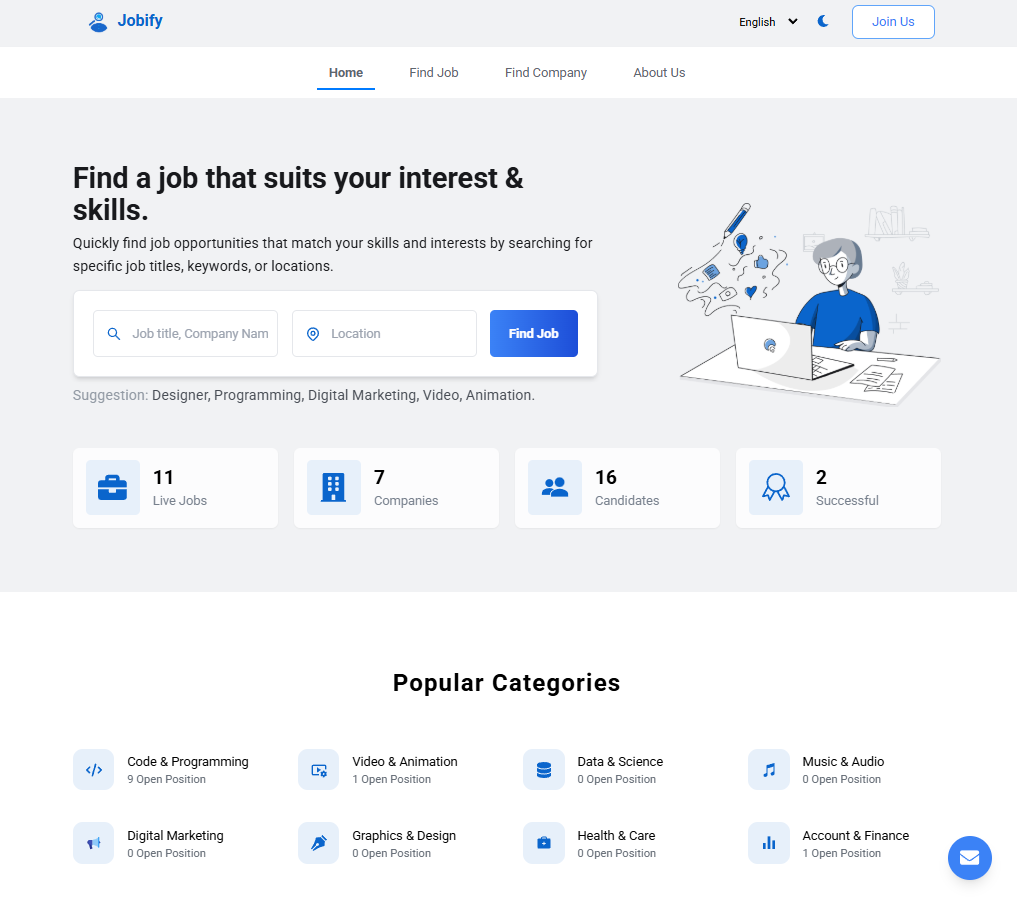 Jobify
English
Join Us
Home
Find Job
Find Company
About Us
Find a job that suits your interest &
skills.
Quickly find job opportunities that match your skills and interests by searching for
specific job titles, keywords, or locations.
Job title, Company Nam
Location
Find Job
Suggestion: Designer, Programming, Digital Marketing, Video, Animation.
11
Live Jobs
7
Companies
16
Candidates
2
Successful
Popular Categories
Code & Programming
9 Open Position
Video & Animation
1 Open Position
Data & Science
0 Open Position
Music & Audio
0 Open Position
Digital Marketing
0 Open Position
Graphics & Design
0 Open Position
Health & Care
0 Open Position
Account & Finance
1 Open Position